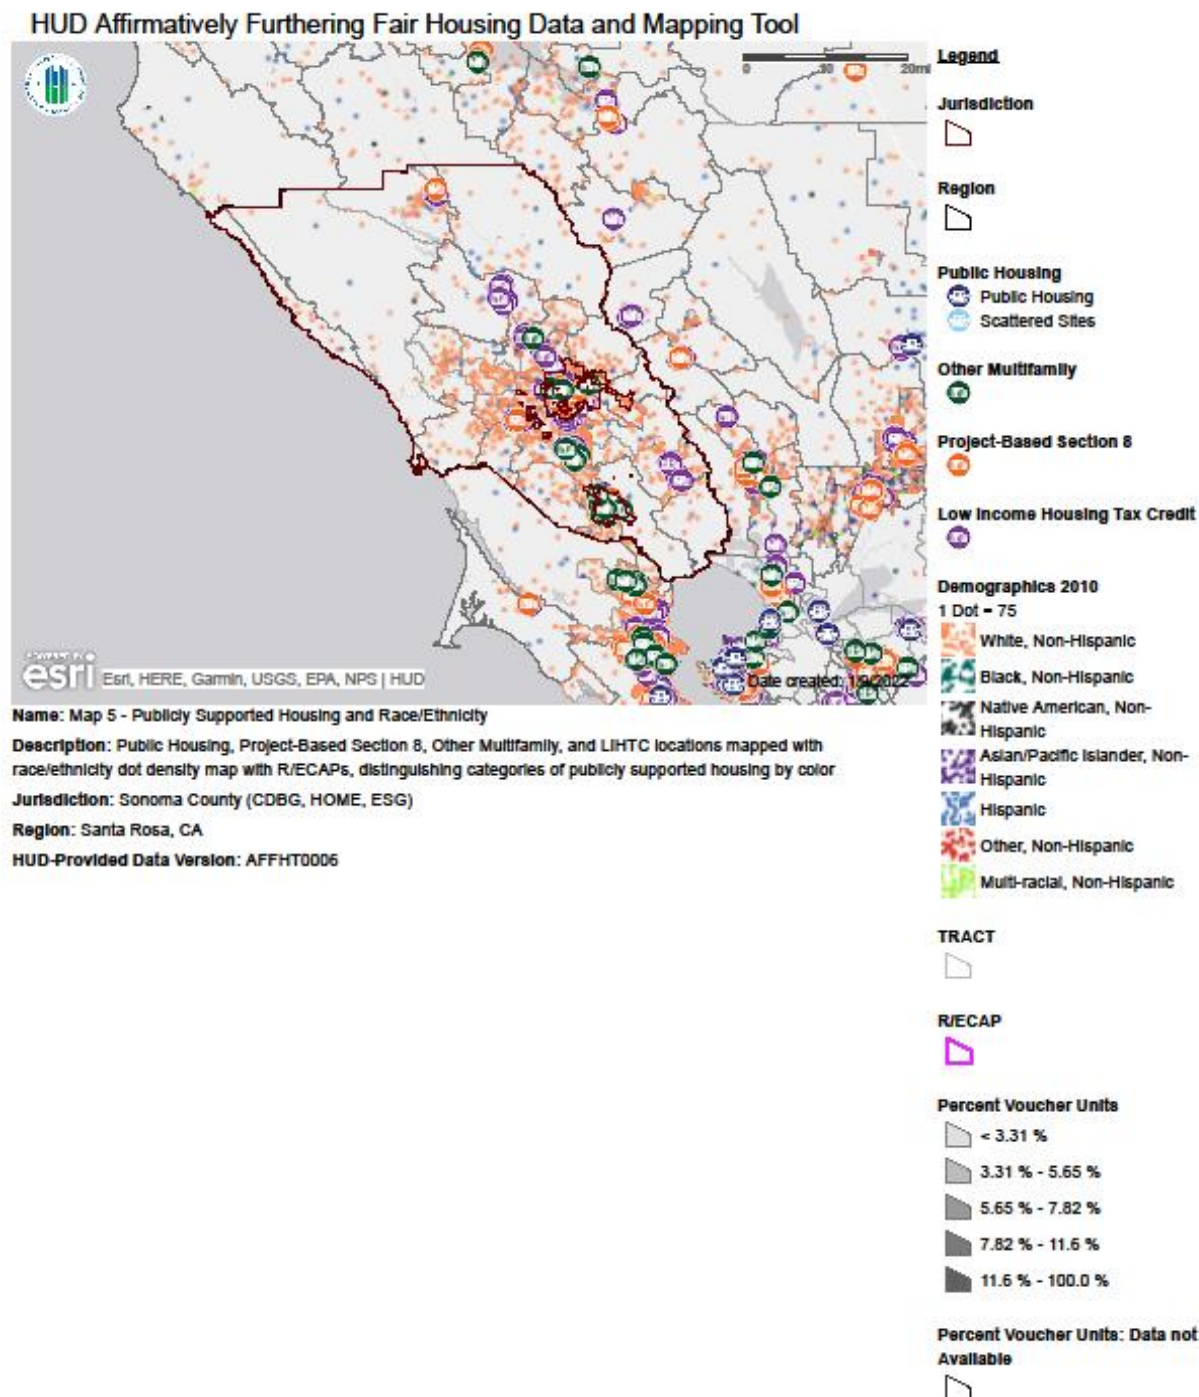 HUD Affirmatively Furthering Fair Housing Data and Mapping Tool
0 10 20mi
POWERED BY
esri
Esri, HERE, Garmin, USGS, EPA, NPS | HUD
Date created: 1/9/2022
Name: Map 5 - Publicly Supported Housing and Race/Ethnicity
Description: Public Housing, Project-Based Section 8, Other Multifamily, and LIHTC locations mapped with
race/ethnicity dot density map with R/ECAPs, distinguishing categories of publicly supported housing by color
Jurisdiction: Sonoma County (CDBG, HOME, ESG)
Region: Santa Rosa, CA
HUD-Provided Data Version: AFFHT0006
Legend
Jurisdiction
Region
Public Housing
Public Housing
Scattered Sites
Other Multifamily
Project-Based Section 8
Low Income Housing Tax Credit
Demographics 2010
1 Dot = 75
White, Non-Hispanic
Black, Non-Hispanic
Native American, Non-
Hispanic
Asian/Pacific Islander, Non-
Hispanic
Hispanic
Other, Non-Hispanic
Multi-racial, Non-Hispanic
TRACT
R/ECAP
Percent Voucher Units
< 3.31 %
3.31 % - 5.65 %
5.65 % - 7.82 %
7.82 % - 11.6 %
11.6 % - 100.0 %
Percent Voucher Units: Data not
Available